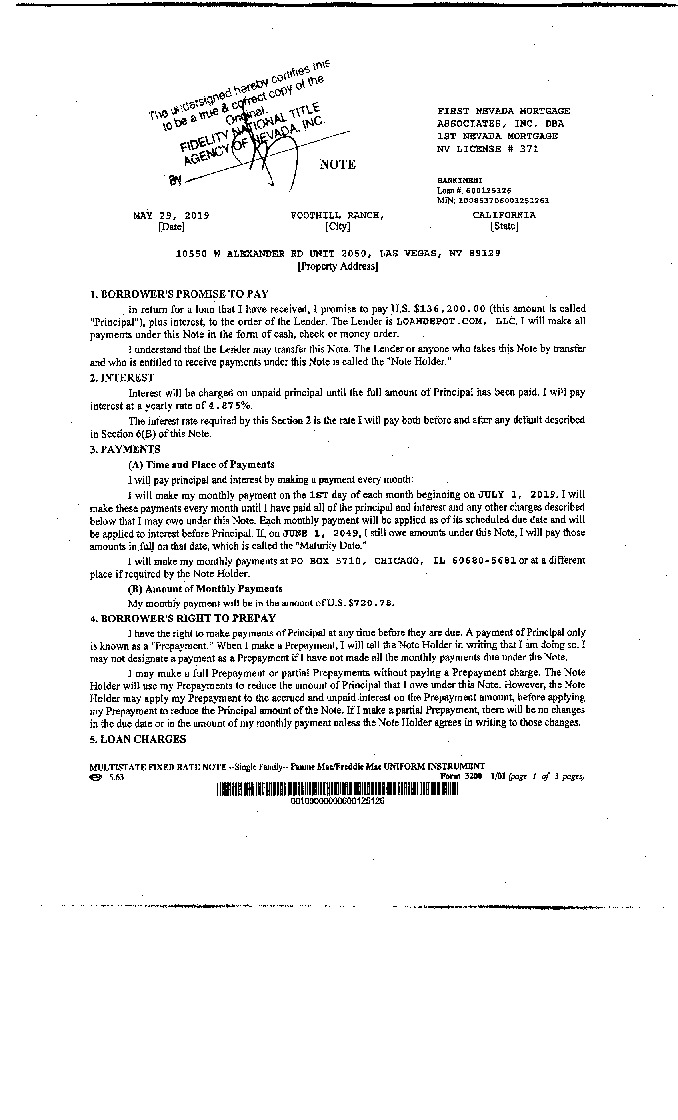 The undersigned hereby certifies this
to be a true & correct copy of the
Original.
FIDELITY NATIONAL TITLE
AGENCY OF NEVADA, INC.
BY
FIRST NEVADA MORTGAGE
ASSOCIATES, INC. DBA
1ST NEVADA MORTGAGE
NV LICENSE # 371
NOTE
Loan #: 600125126
MIN:
MAY 29, 2019 FOOTHILL RANCH, CALIFORNIA
[Date] [City] [State]
10550 W ALEXANDER RD UNIT 2050, LAS VEGAS, NV 89129
[Property Address]
1. BORROWER'S PROMISE TO PAY
In return for a loan that I have received, I promise to pay U.S. $136,200.00 (this amount is called
"Principal"), plus interest, to the order of the Lender. The Lender is LOANDEPOT.COM, LLC. I will make all
payments under this Note in the form of cash, check or money order.
I understand that the Lender may transfer this Note. The Lender or anyone who takes this Note by transfer
and who is entitled to receive payments under this Note is called the "Note Holder."
2. INTEREST
Interest will be charged on unpaid principal until the full amount of Principal has been paid. I will pay
interest at a yearly rate of 4.875%.
The interest rate required by this Section 2 is the rate I will pay both before and after any default described
in Section 6(B) of this Note.
3. PAYMENTS
(A) Time and Place of Payments
I will pay principal and interest by making a payment every month:
I will make my monthly payment on the 1ST day of each month beginning on JULY 1, 2019. I will
make these payments every month until I have paid all of the principal and interest and any other charges described
below that I may owe under this Note. Each monthly payment will be applied as of its scheduled due date and will
be applied to interest before Principal. If, on JUNE 1, 2049, I still owe amounts under this Note, I will pay those
amounts in full on that date, which is called the "Maturity Date."
I will make my monthly payments at PO BOX 5710, CHICAGO, IL 60680-5681 or at a different
place if required by the Note Holder.
(B) Amount of Monthly Payments
My monthly payment will be in the amount of U.S. $720.78.
4. BORROWER'S RIGHT TO PREPAY
I have the right to make payments of Principal at any time before they are due. A payment of Principal only
is known as a "Prepayment." When I make a Prepayment, I will tell the Note Holder in writing that I am doing so. I
may not designate a payment as a Prepayment if I have not made all the monthly payments due under the Note.
I may make a full Prepayment or partial Prepayments without paying a Prepayment charge. The Note
Holder will use my Prepayments to reduce the amount of Principal that I owe under this Note. However, the Note
Holder may apply my Prepayment to the accrued and unpaid interest on the Prepayment amount, before applying
my Prepayment to reduce the Principal amount of the Note. If I make a partial Prepayment, there will be no changes
in the due date or in the amount of my monthly payment unless the Note Holder agrees in writing to those changes.
5. LOAN CHARGES
MULTISTATE FIXED RATE NOTE --Single Family-- Fannie Mae/Freddie Mac UNIFORM INSTRUMENT
5.63 Form 3200 1/01 (page 1 of 3 pages)